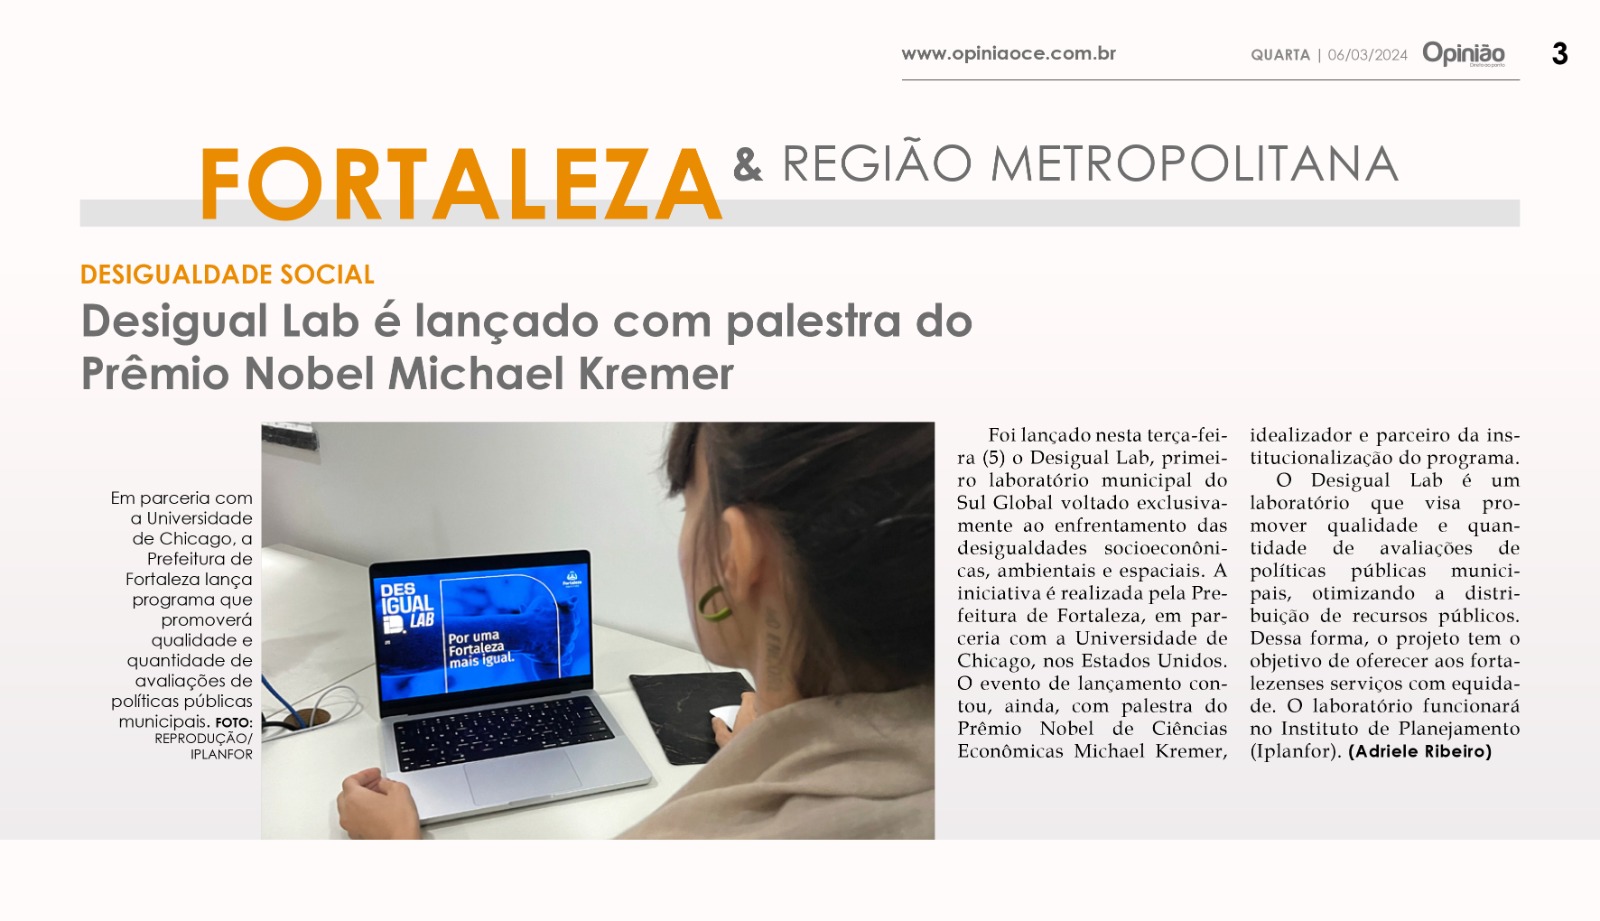 www.opiniaoce.com.br
QUARTA | 06/03/2024 Opinião 3
FORTALEZA & REGIÃO METROPOLITANA
DESIGUALDADE SOCIAL
Desigual Lab é lançado com palestra do
Prêmio Nobel Michael Kremer
Em parceria com
a Universidade
de Chicago, a
Prefeitura de
Fortaleza lança
programa que
promoverá
qualidade e
quantidade de
avaliações de
políticas públicas
municipais. FOTO:
REPRODUÇÃO/
IPLANFOR
DES
IGUAL
LAB
Fortaleza
Por uma
Fortaleza
mais igual.
Foi lançado nesta terça-fei-
ra (5) o Desigual Lab, primei-
ro laboratório municipal do
Sul Global voltado exclusiva-
mente ao enfrentamento das
desigualdades socioeconôni-
cas, ambientais e espaciais. A
iniciativa é realizada pela Pre-
feitura de Fortaleza, em par-
ceria com a Universidade de
Chicago, nos Estados Unidos.
O evento de lançamento con-
tou, ainda, com palestra do
Prêmio Nobel de Ciências
Econômicas Michael Kremer,
idealizador e parceiro da ins-
titucionalização do programa.
O Desigual Lab é um
laboratório que visa pro-
mover qualidade e quan-
tidade de avaliações de
políticas públicas munici-
pais, otimizando a distri-
buição de recursos públicos.
Dessa forma, o projeto tem o
objetivo de oferecer aos forta-
lezenses serviços com equida-
de. O laboratório funcionará
no Instituto de Planejamento
(Iplanfor). (Adriele Ribeiro)